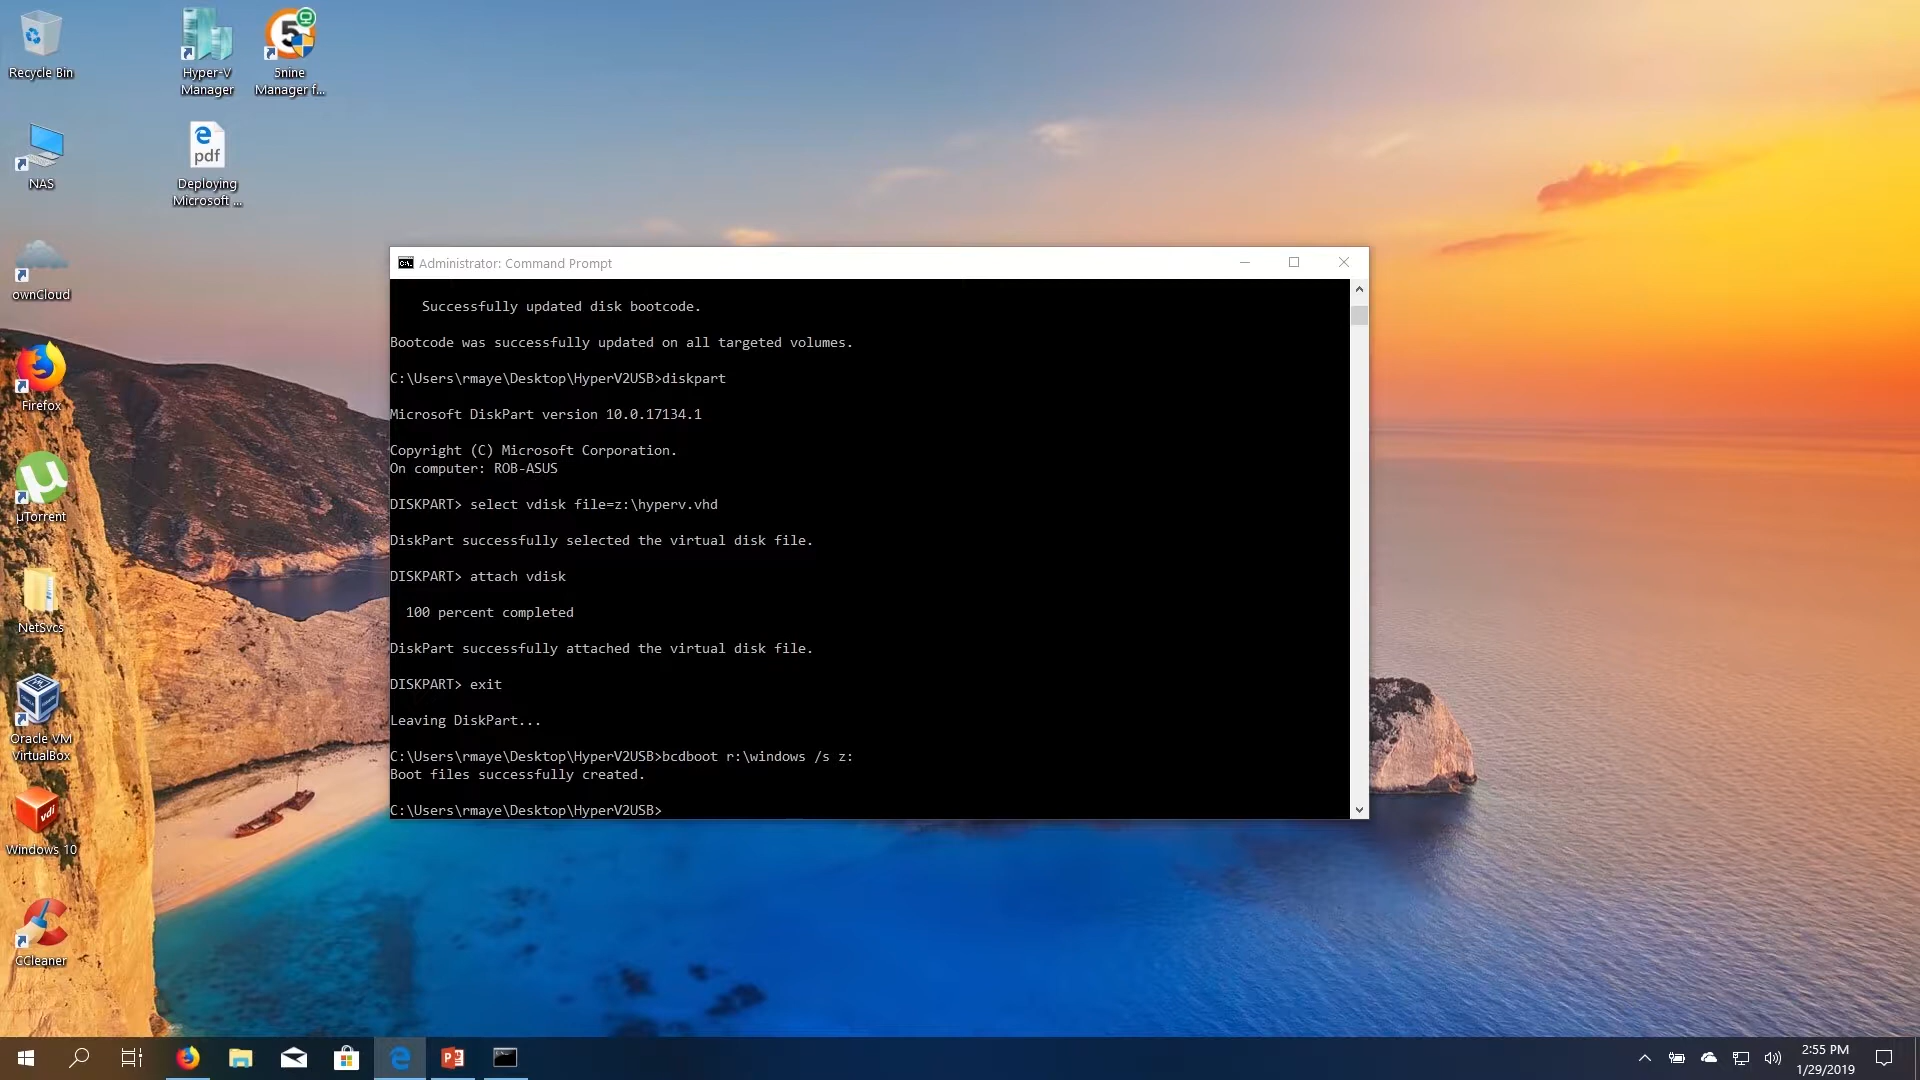 Recycle Bin
Hyper-V
Manager
5
5nine
Manager f...
NAS
e
pdf
Deploying
Microsoft ...
ownCloud
Firefox
µ
µTorrent
NetSvcs
Oracle VM
VirtualBox
vdi
Windows 10
CCleaner
C:\.
Administrator: Command Prompt
Successfully updated disk bootcode.
Bootcode was successfully updated on all targeted volumes.
C:\Users\rmaye\Desktop\HyperV2USB>diskpart
Microsoft DiskPart version 10.0.17134.1
Copyright (C) Microsoft Corporation.
On computer: ROB-ASUS
DISKPART> select vdisk file=z:\hyperv.vhd
DiskPart successfully selected the virtual disk file.
DISKPART> attach vdisk
100 percent completed
DiskPart successfully attached the virtual disk file.
DISKPART> exit
Leaving DiskPart...
C:\Users\rmaye\Desktop\HyperV2USB>bcdboot r:\windows /s z:
Boot files successfully created.
C:\Users\rmaye\Desktop\HyperV2USB>
2:55 PM
1/29/2019